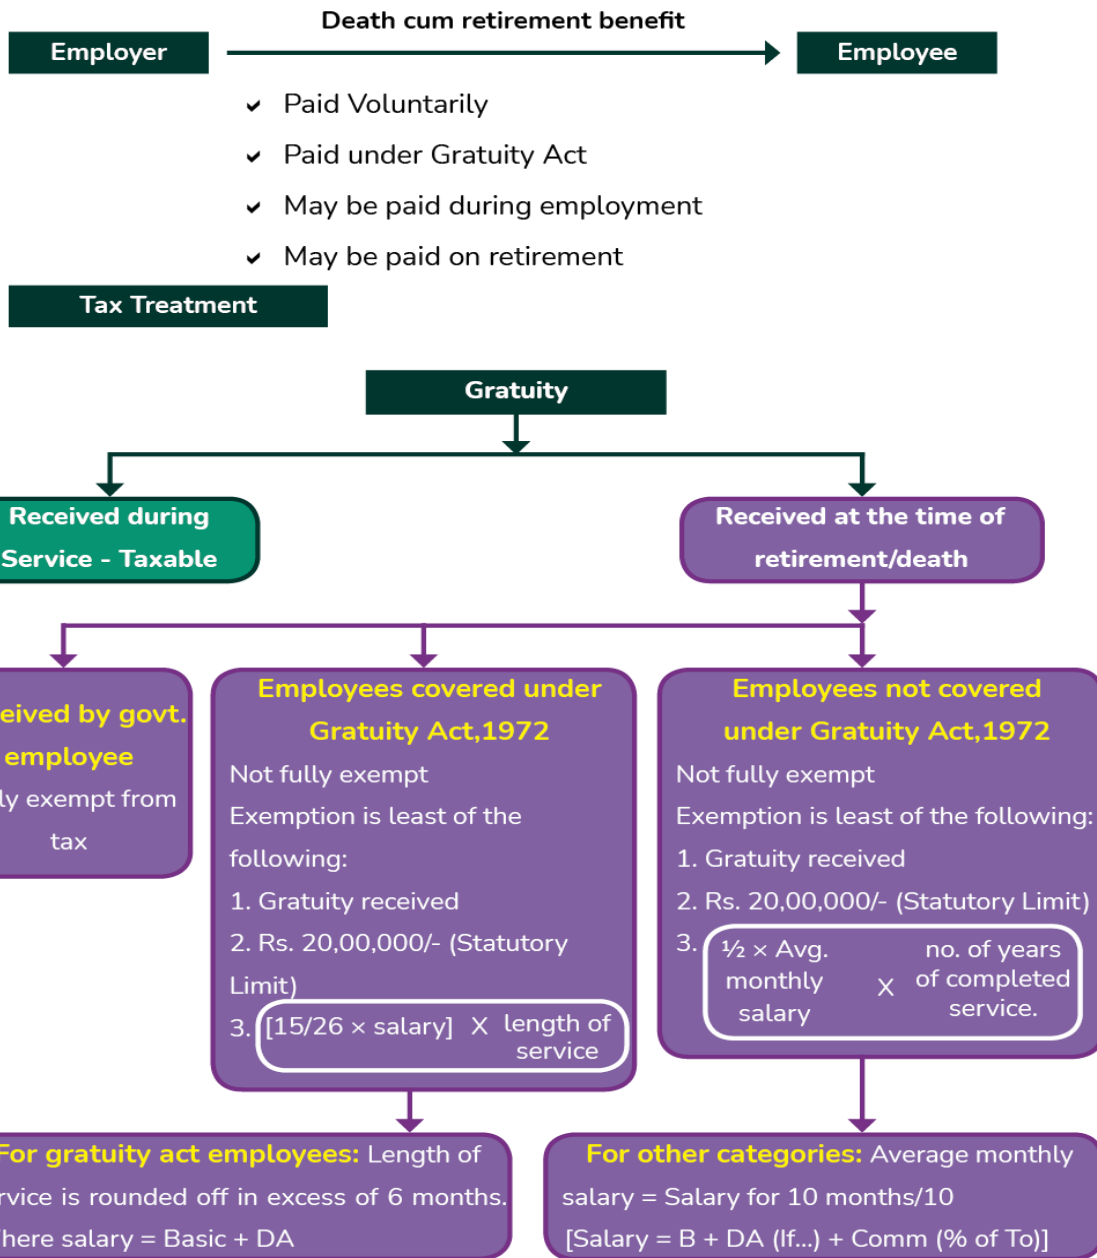 Death cum retirement benefit
Employer
Employee
✓ Paid Voluntarily
✓ Paid under Gratuity Act
✓ May be paid during employment
✓ May be paid on retirement
Tax Treatment
Gratuity
Received during
Service - Taxable
Received at the time of
retirement/death
eived by govt.
employee
ly exempt from
tax
Employees covered under
Gratuity Act,1972
Not fully exempt
Exemption is least of the
following:
1. Gratuity received
2. Rs. 20,00,000/- (Statutory
Limit)
3. [15/26 × salary] X length of
service
Employees not covered
under Gratuity Act,1972
Not fully exempt
Exemption is least of the following:
1. Gratuity received
2. Rs. 20,00,000/- (Statutory Limit)
3. ½ × Avg.
monthly
salary
X
no. of years
of completed
service.
For gratuity act employees: Length of
rvice is rounded off in excess of 6 months.
here salary = Basic + DA
For other categories: Average monthly
salary = Salary for 10 months/10
[Salary = B + DA (If...) + Comm (% of To)]